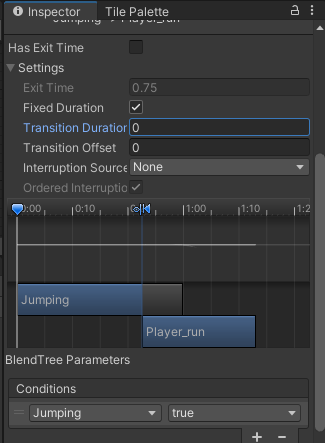 Inspector Tile Palette
Jumping -> Player_run
Has Exit Time
Settings
Exit Time 0.75
Fixed Duration
Transition Duration 0
Transition Offset 0
Interruption Source None
Ordered Interruptio
0:00 0:10 1:00 1:10 1:2
Jumping
Player_run
BlendTree Parameters
Conditions
Jumping true
+ −